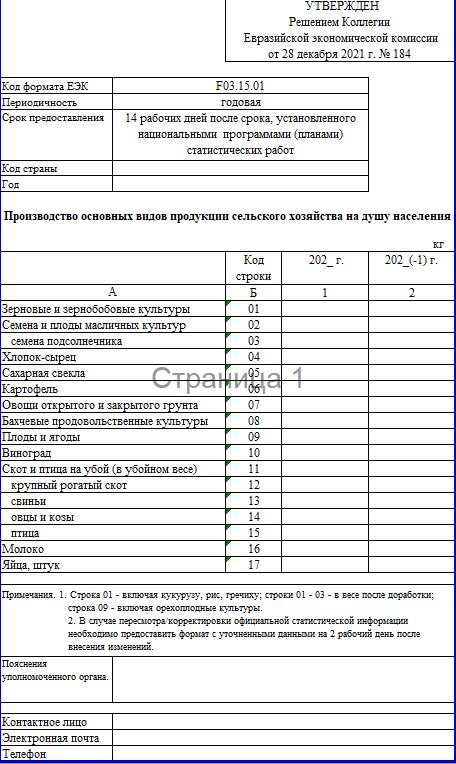 УТВЕРЖДЕН
Решением Коллегии
Евразийской экономической комиссии
от 28 декабря 2021 г. № 184
Код формата ЕЭК F03.15.01
Периодичность годовая
Срок предоставления 14 рабочих дней после срока, установленного
национальными программами (планами)
статистических работ
Код страны
Год
Производство основных видов продукции сельского хозяйства на душу населения
кг
Код 202_ г. 202_(-1) г.
строки
А Б 1 2
Зерновые и зернобобовые культуры 01
Семена и плоды масличных культур 02
семена подсолнечника 03
Хлопок-сырец 04
Сахарная свекла 05
Страница 1
Картофель 06
Овощи открытого и закрытого грунта 07
Бахчевые продовольственные культуры 08
Плоды и ягоды 09
Виноград 10
Скот и птица на убой (в убойном весе) 11
крупный рогатый скот 12
свиньи 13
овцы и козы 14
птица 15
Молоко 16
Яйца, штук 17
Примечания. 1. Строка 01 - включая кукурузу, рис, гречиху; строки 01 - 03 - в весе после доработки;
строка 09 - включая орехоплодные культуры.
2. В случае пересмотра/корректировки официальной статистической информации
необходимо предоставить формат с уточненными данными на 2 рабочий день после
внесения изменений.
Пояснения
уполномоченного органа.
Контактное лицо
Электронная почта
Телефон